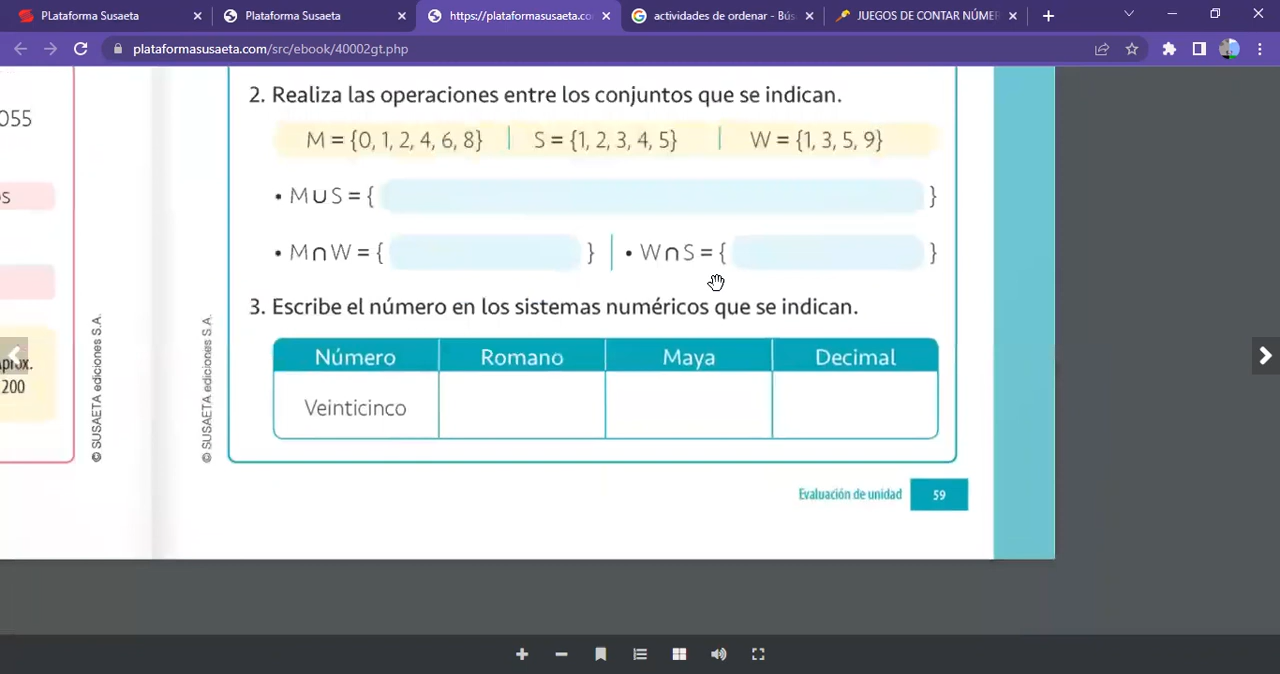 PLataforma Susaeta
Plataforma Susaeta
https://plataformasusaeta.co
actividades de ordenar - Bús
JUEGOS DE CONTAR NÚMER
plataformasusaeta.com/src/ebook/40002gt.php
055
os
Aprox.
200
© SUSAETA ediciones S.A.
© SUSAETA ediciones S.A.
2. Realiza las operaciones entre los conjuntos que se indican.
M = {0, 1, 2, 4, 6, 8} | S = {1, 2, 3, 4, 5} | W = {1, 3, 5, 9}
• M ∪ S = { }
• M ∩ W = { } | • W ∩ S = { }
3. Escribe el número en los sistemas numéricos que se indican.
Número Romano Maya Decimal
Veinticinco
Evaluación de unidad 59